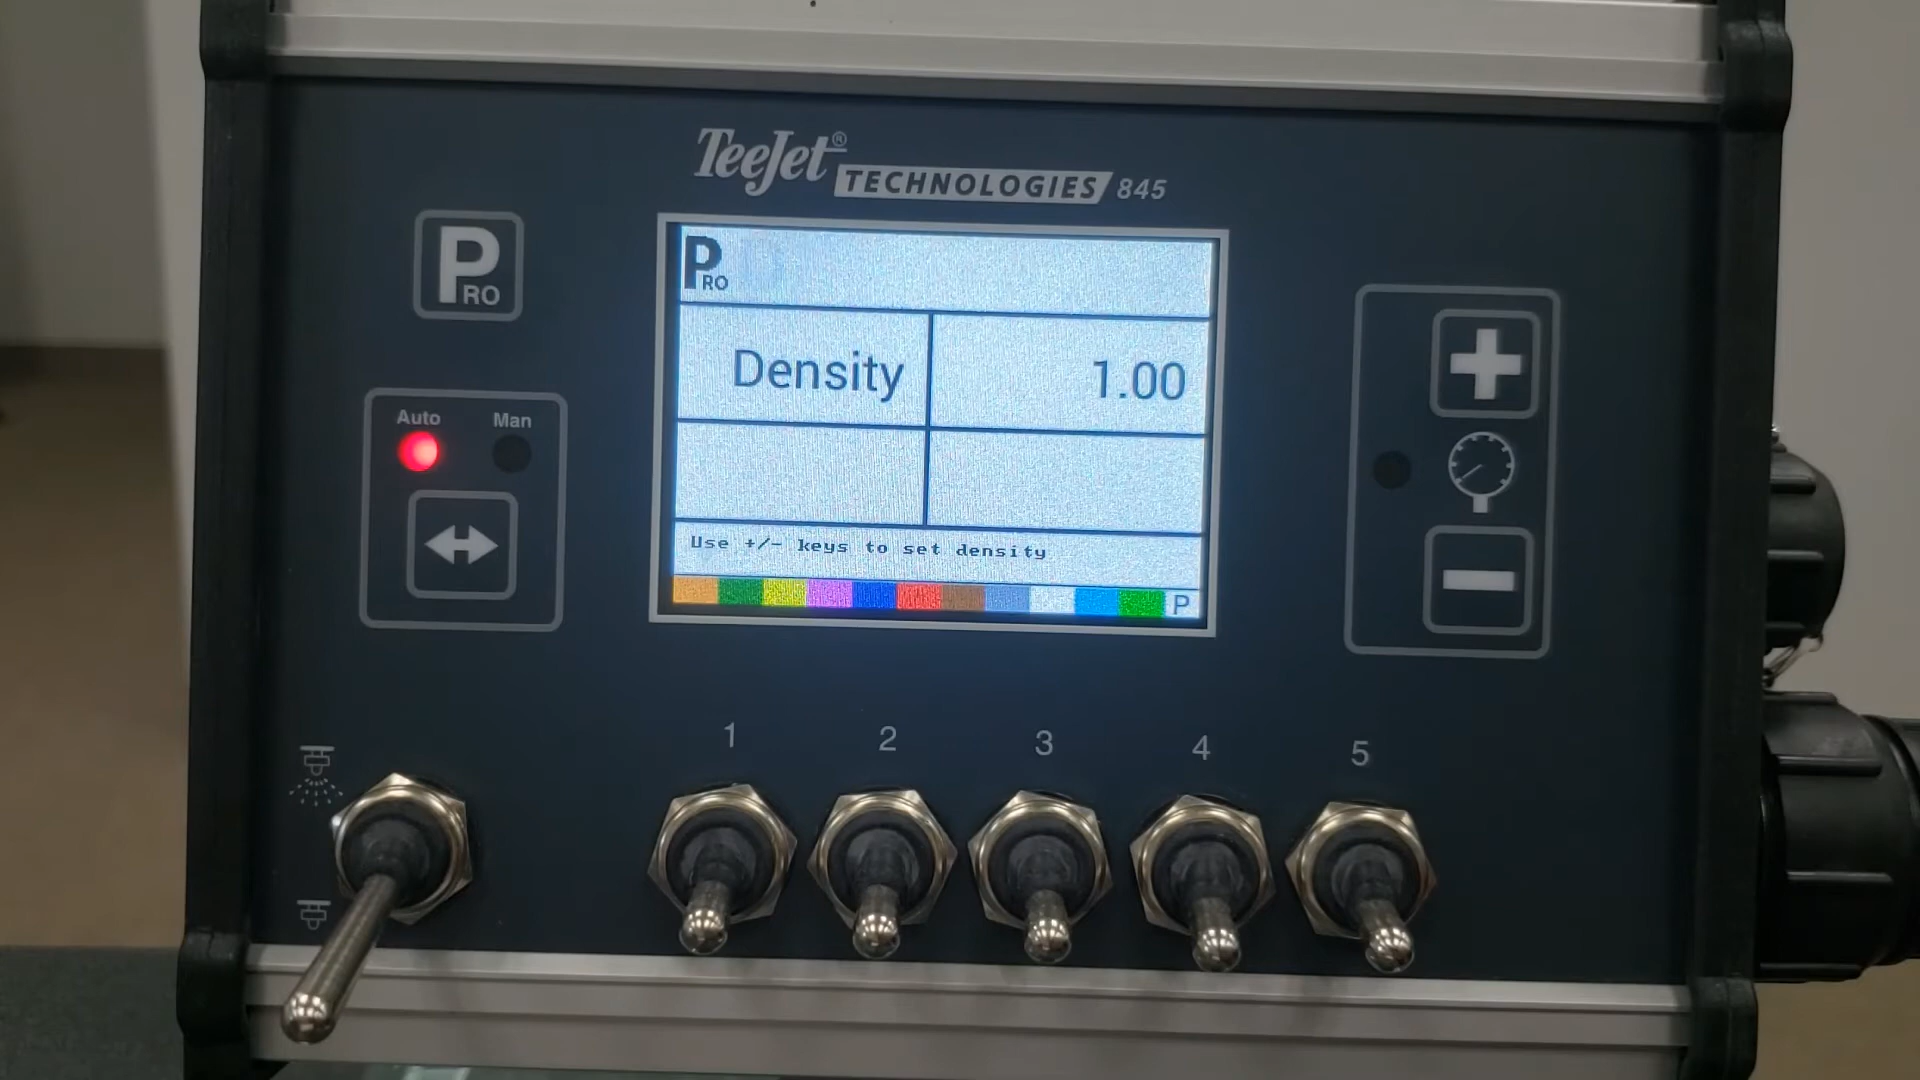 TeeJet® TECHNOLOGIES 845
PRO
PRO
Density 1.00
Auto Man
Use +/- keys to set density
P
1 2 3 4 5